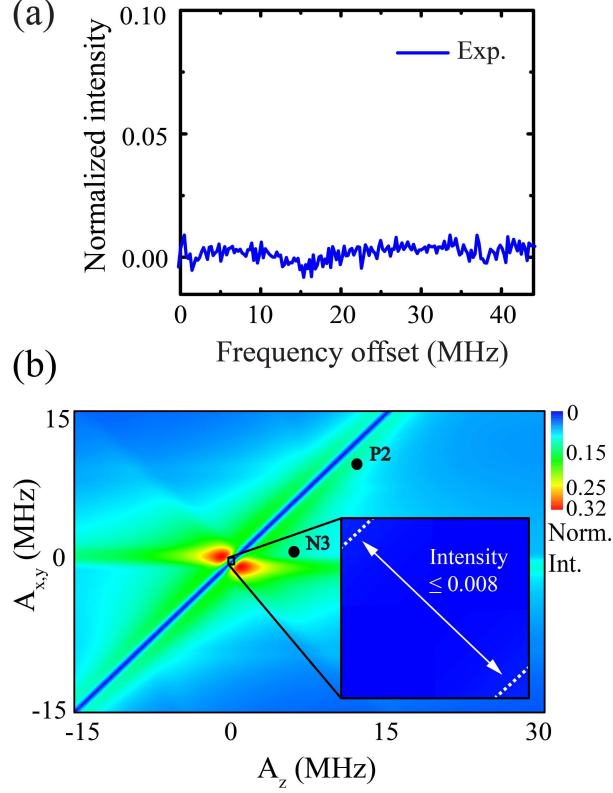 (a)
0.10
0.05
0.00
Normalized intensity
Exp.
0 10 20 30 40
Frequency offset (MHz)
(b)
15
0
-15
A_{x,y} (MHz)
P2
N3
Intensity
≤ 0.008
0
0.15
0.25
0.32
Norm.
Int.
-15 0 15 30
A_z (MHz)